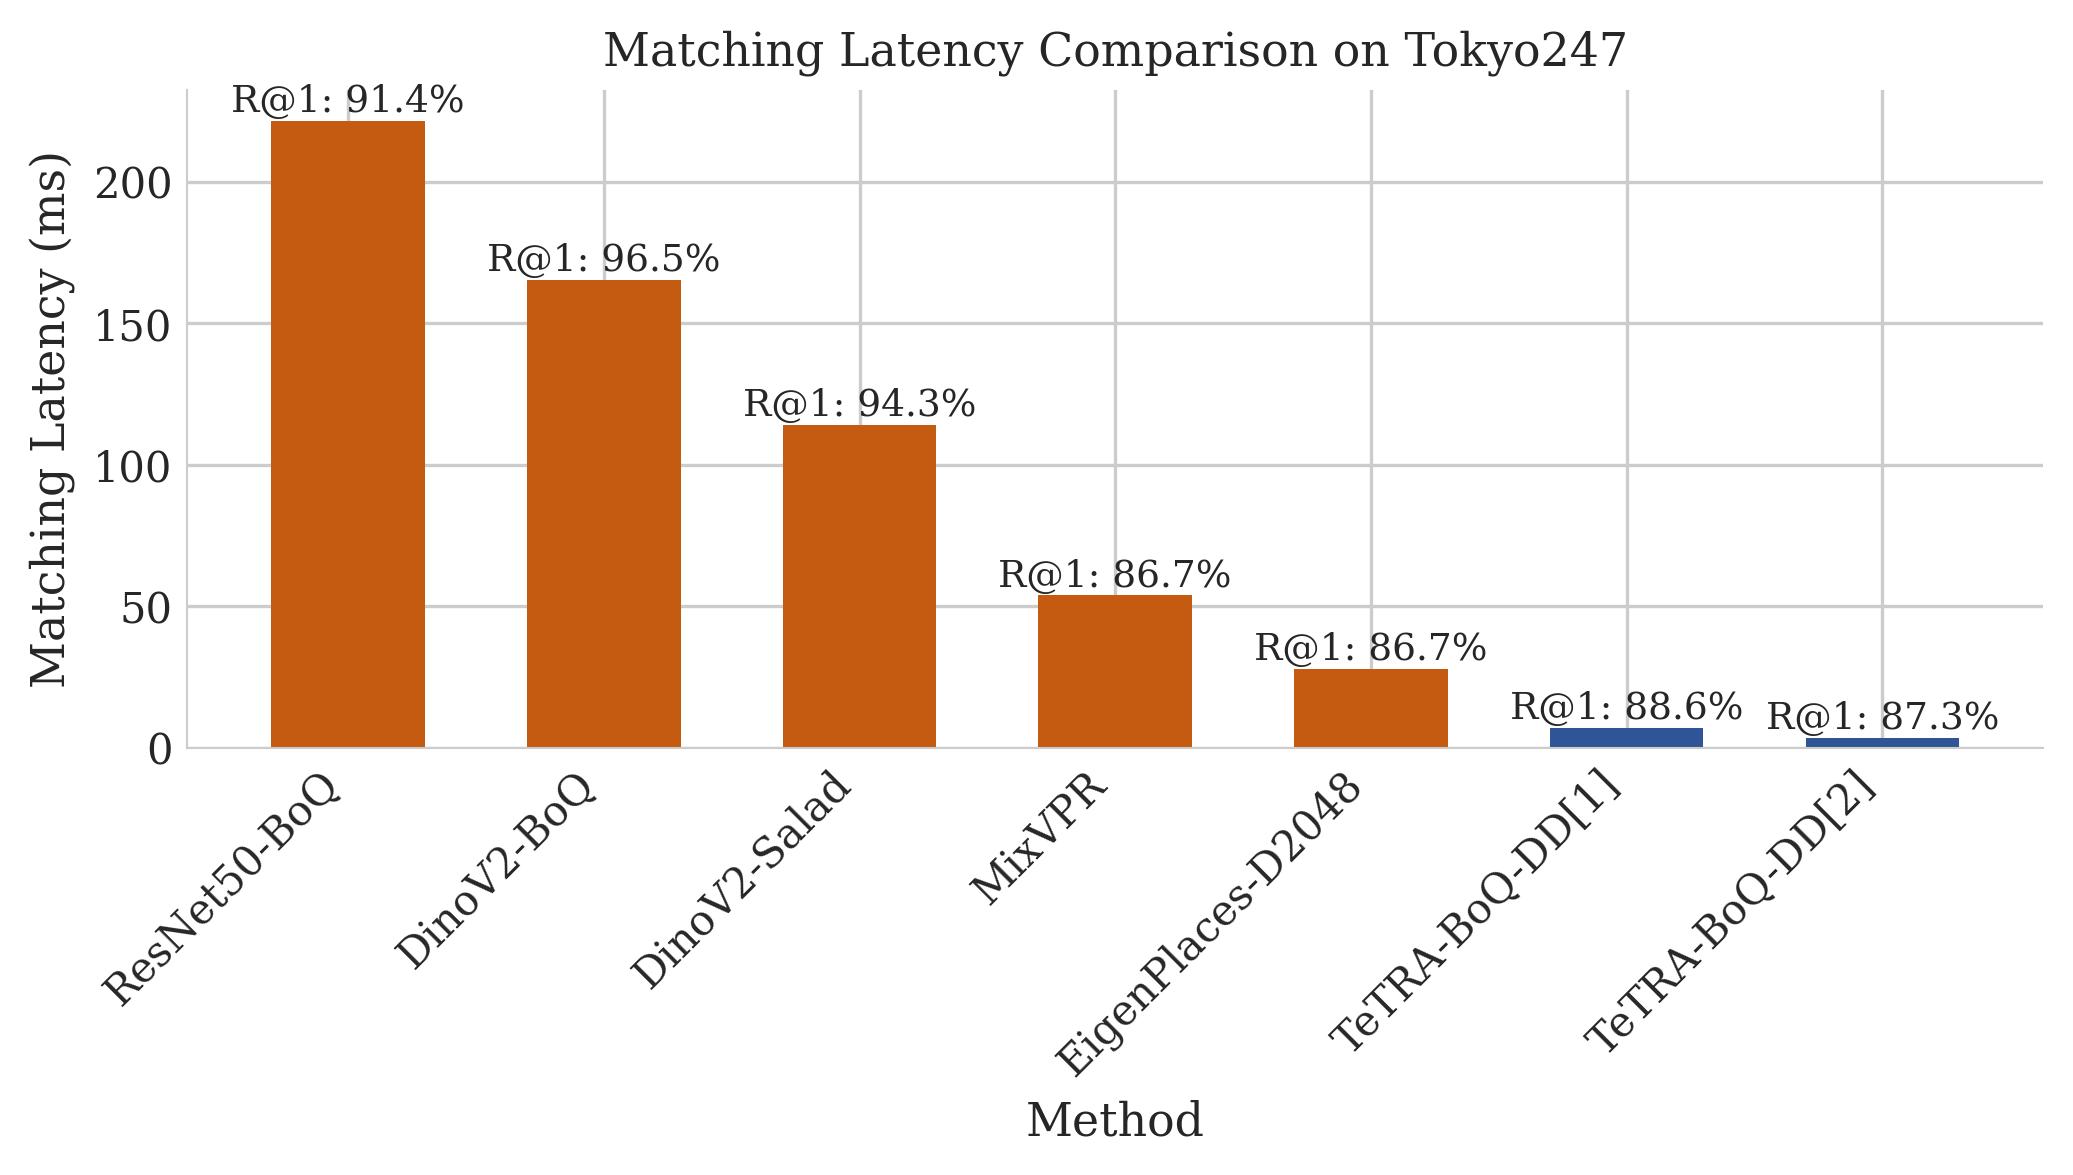 Matching Latency Comparison on Tokyo247
Matching Latency (ms)
200
150
100
50
0
R@1: 91.4%
R@1: 96.5%
R@1: 94.3%
R@1: 86.7%
R@1: 86.7%
R@1: 88.6%
R@1: 87.3%
ResNet50-BoQ
DinoV2-BoQ
DinoV2-Salad
MixVPR
EigenPlaces-D2048
TeTRA-BoQ-DD[1]
TeTRA-BoQ-DD[2]
Method